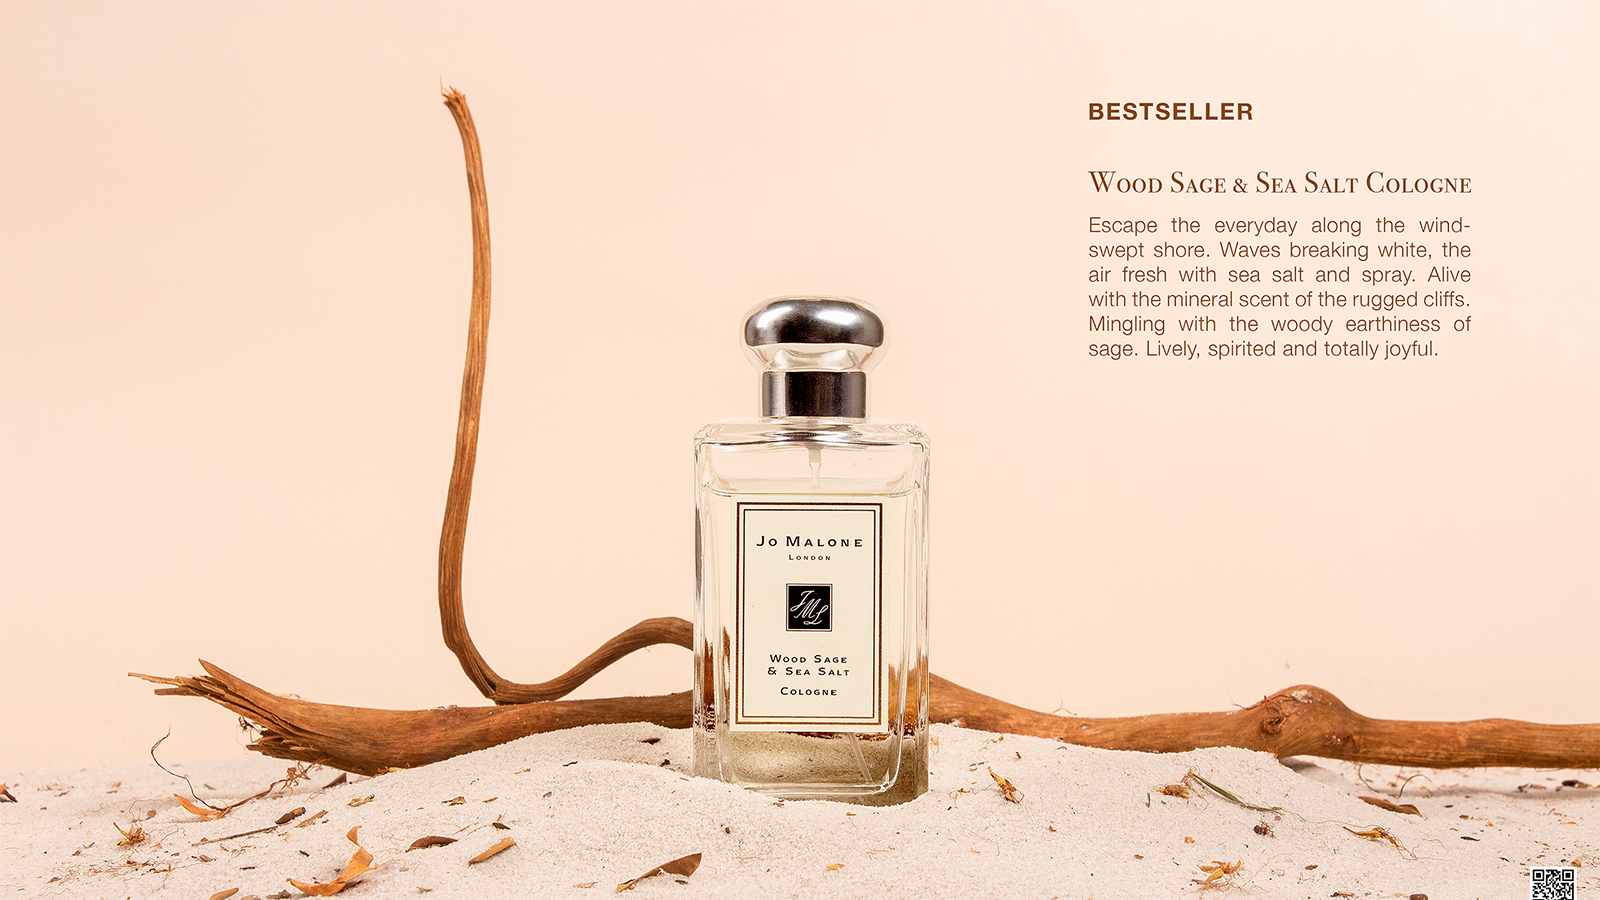 BESTSELLER
Wood Sage & Sea Salt Cologne
Escape the everyday along the wind-
swept shore. Waves breaking white, the
air fresh with sea salt and spray. Alive
with the mineral scent of the rugged cliffs.
Mingling with the woody earthiness of
sage. Lively, spirited and totally joyful.
Jo Malone
London
JML
Wood Sage
& Sea Salt
Cologne